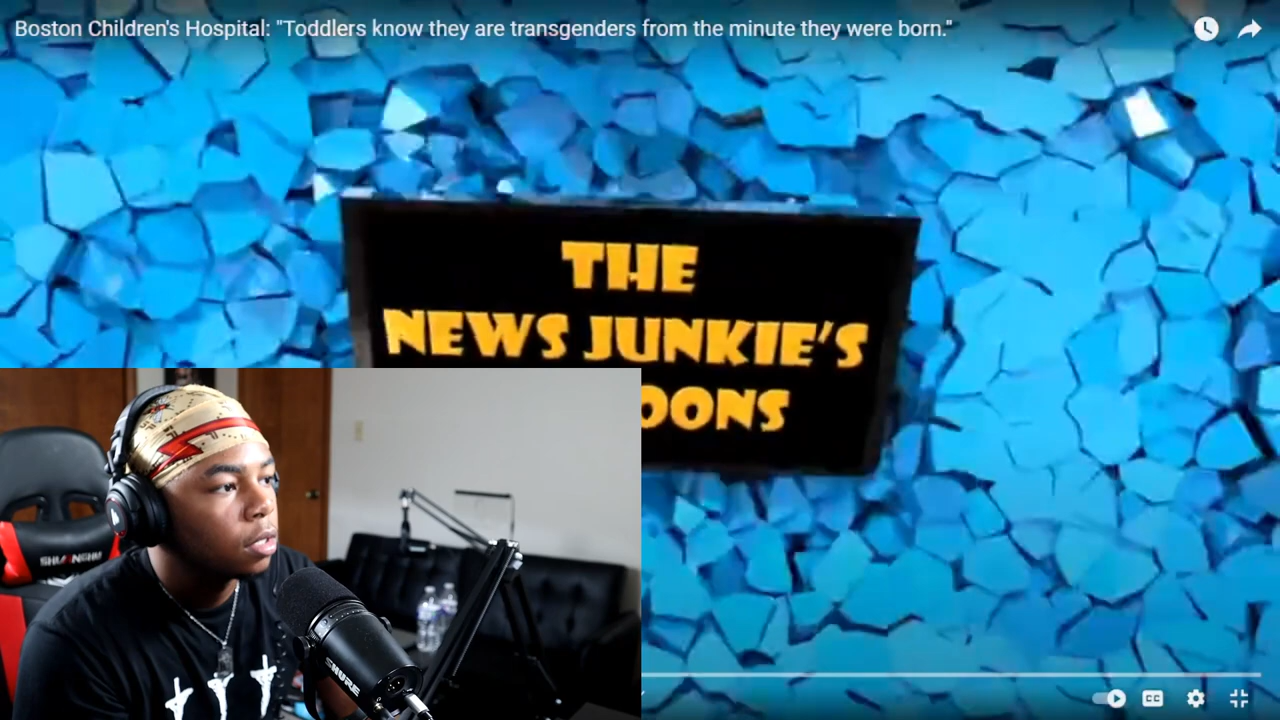 Boston Children's Hospital: "Toddlers know they are transgenders from the minute they were born."
THE
NEWS JUNKIE'S
OONS
SHURE
CC